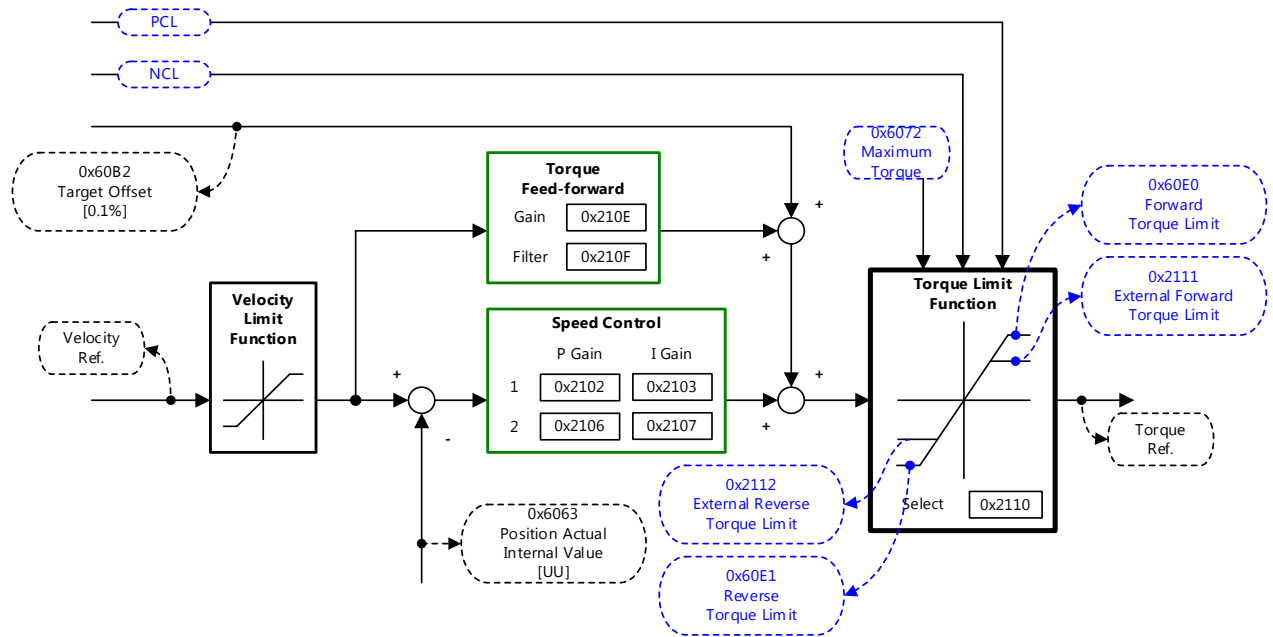 PCL
NCL
0x60B2
Target Offset
[0.1%]
0x6072
Maximum
Torque
Torque
Feed-forward
Gain
0x210E
Filter
0x210F
+
+
0x60E0
Forward
Torque Limit
0x2111
External Forward
Torque Limit
Velocity
Ref.
Velocity
Limit
Function
+
-
Speed Control
P Gain
I Gain
1
0x2102
0x2103
2
0x2106
0x2107
+
+
Torque Limit
Function
Select
0x2110
Torque
Ref.
0x2112
External Reverse
Torque Limit
0x6063
Position Actual
Internal Value
[UU]
0x60E1
Reverse
Torque Limit